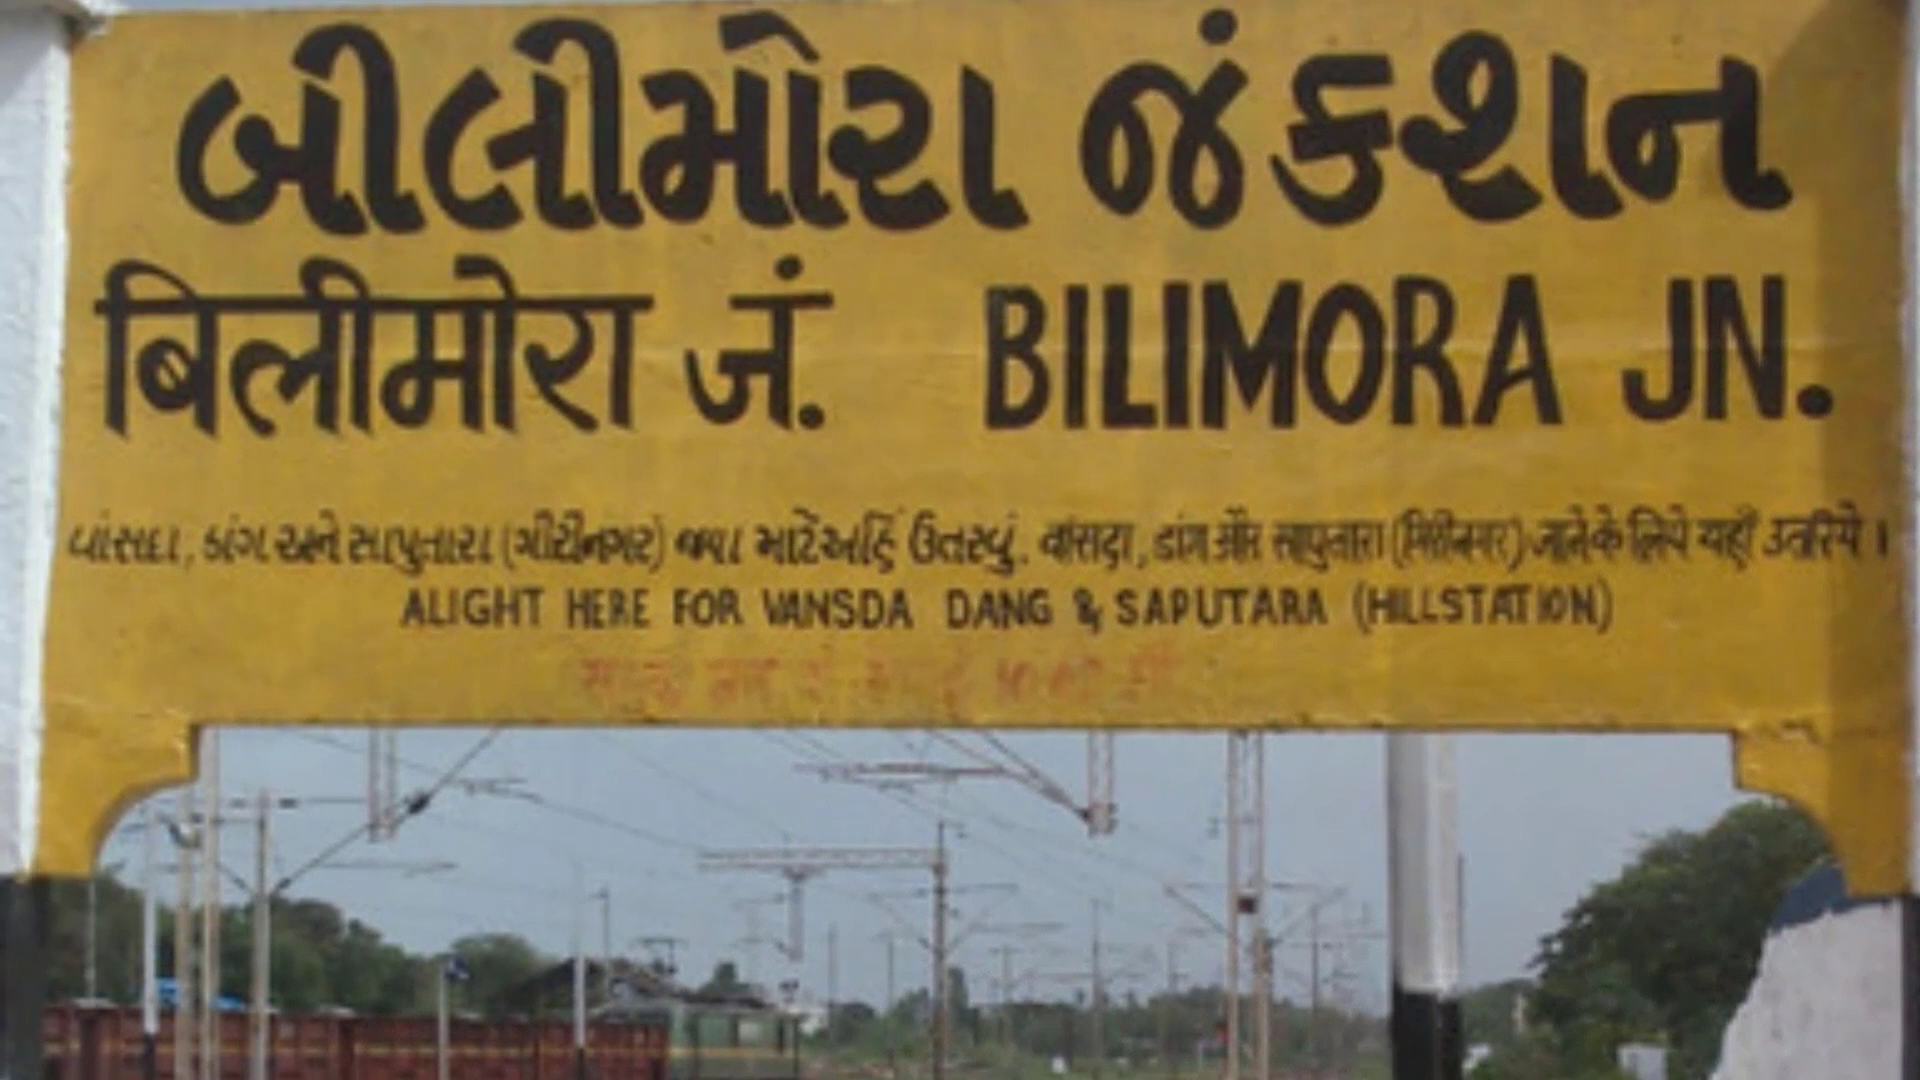 બીલીમોરા જંકશન
बिलीमोरा जं. BILIMORA JN.
વાંસદા, ડાંગ અને સાપુતારા (ગીરીનગર) જવા માટે અહિં ઉતરવું. वांसदा, डांग और सापुतारा (गिरीनगर) जाने के लिये यहाँ उतरिये ।
ALIGHT HERE FOR VANSDA DANG & SAPUTARA (HILLSTATION)